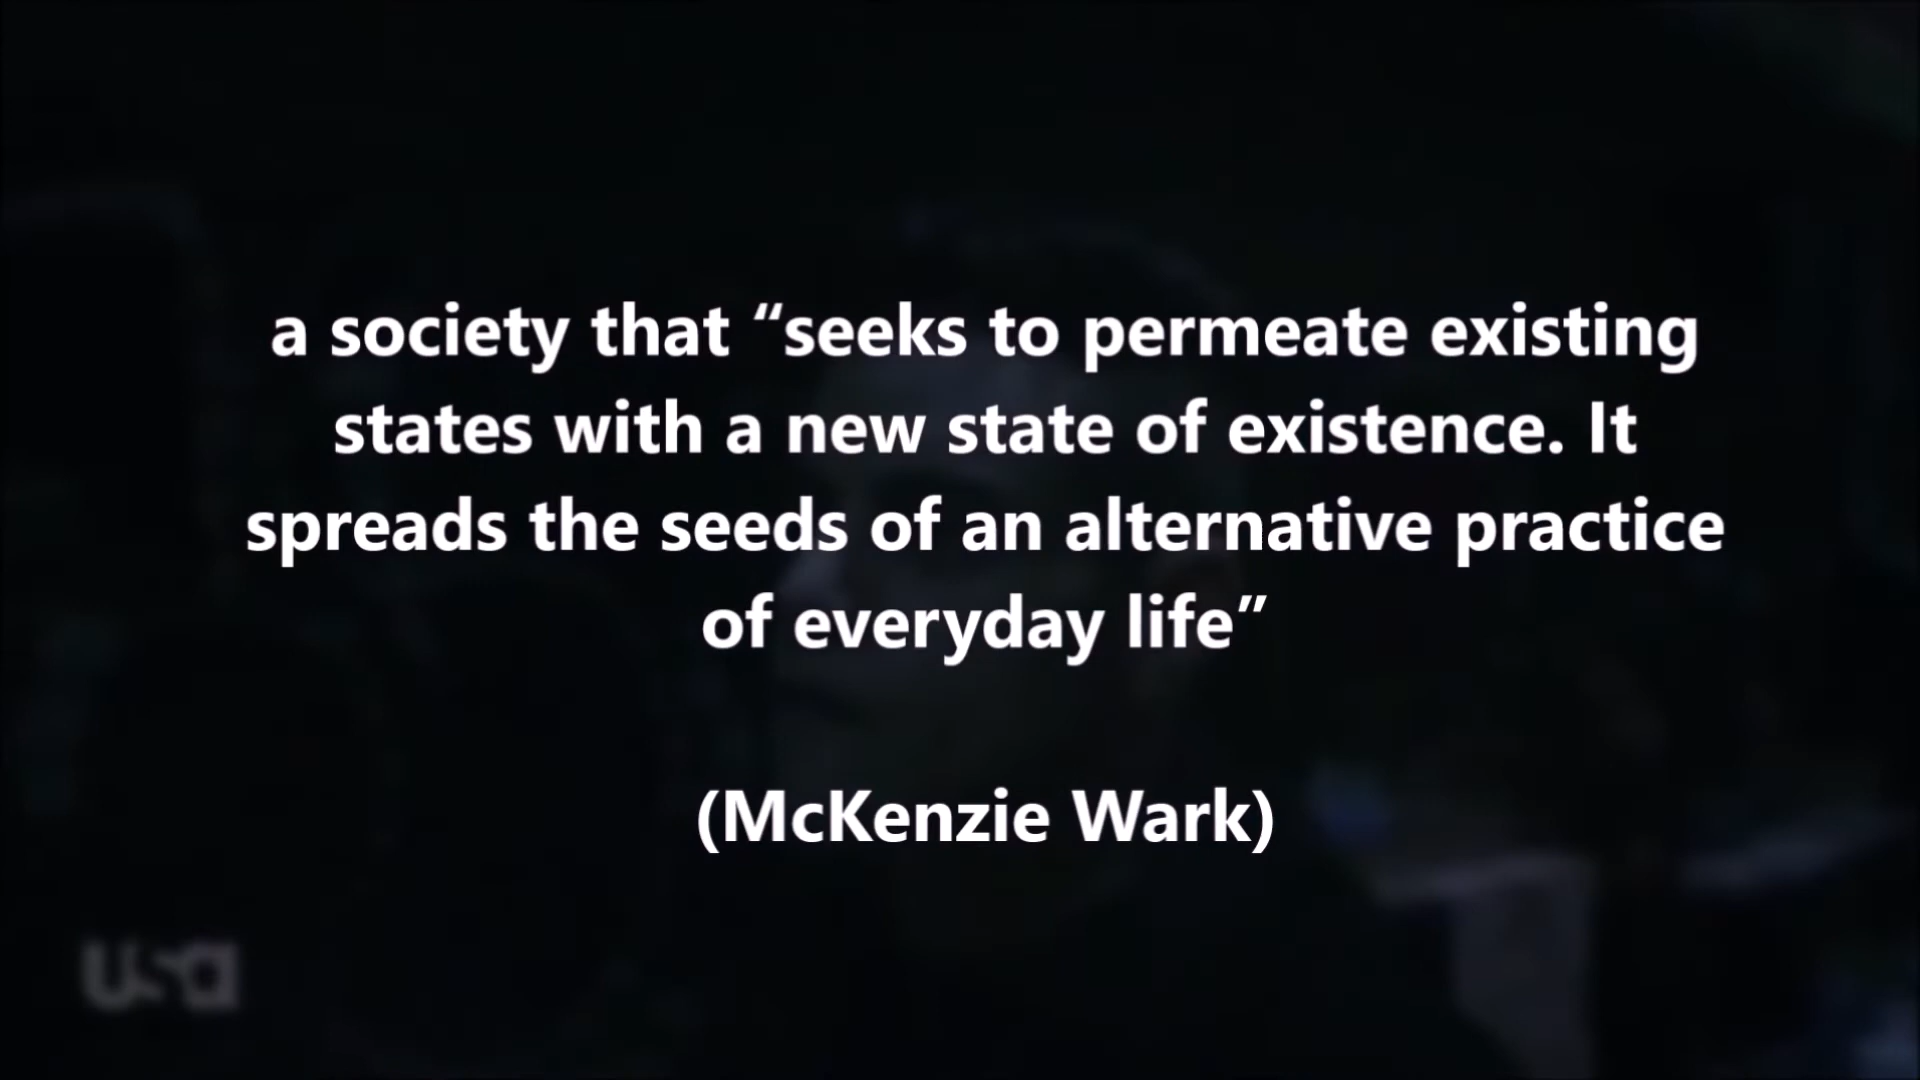 a society that “seeks to permeate existing
states with a new state of existence. It
spreads the seeds of an alternative practice
of everyday life”
(McKenzie Wark)
usa